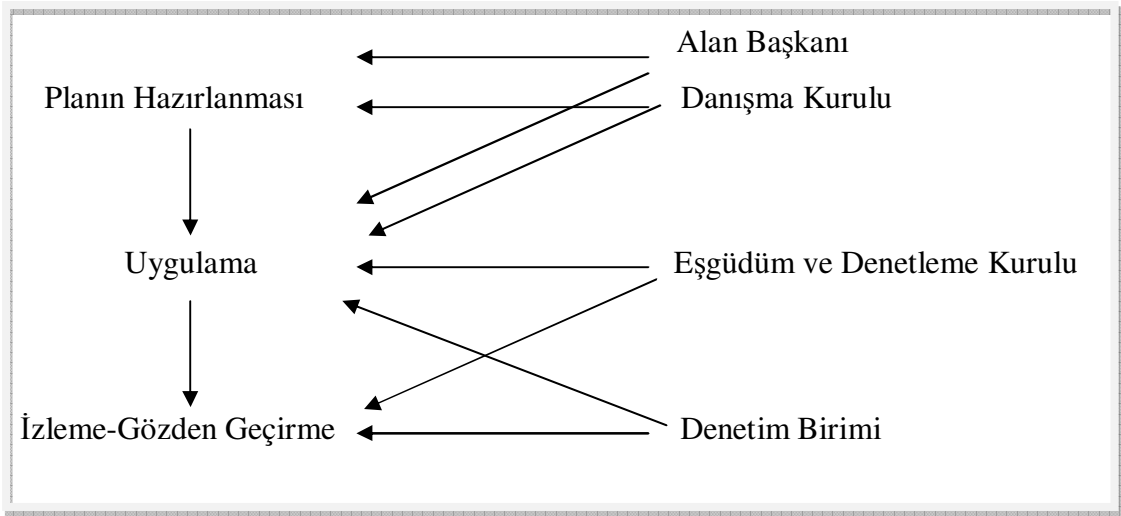 Alan Başkanı
Planın Hazırlanması
Danışma Kurulu
Uygulama
Eşgüdüm ve Denetleme Kurulu
İzleme-Gözden Geçirme
Denetim Birimi